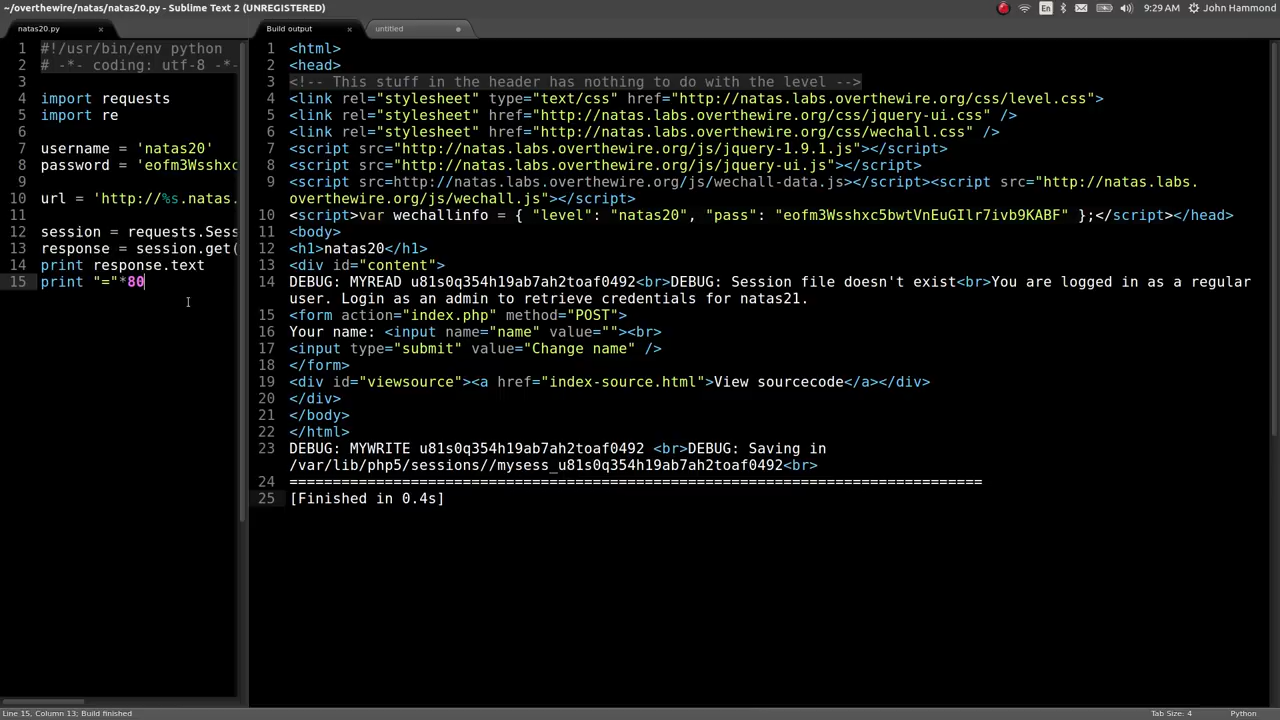 ~/overthewire/natas/natas20.py - Sublime Text 2 (UNREGISTERED)
En
9:29 AM
John Hammond
natas20.py ×
Build output ×
untitled
1 #!/usr/bin/env python
2 # -*- coding: utf-8 -*-
3
4 import requests
5 import re
6
7 username = 'natas20'
8 password = 'eofm3Wsshxc
9
10 url = 'http://%s.natas.
11
12 session = requests.Sess
13 response = session.get(
14 print response.text
15 print "="*80
1 <html>
2 <head>
3 <!-- This stuff in the header has nothing to do with the level -->
4 <link rel="stylesheet" type="text/css" href="http://natas.labs.overthewire.org/css/level.css">
5 <link rel="stylesheet" href="http://natas.labs.overthewire.org/css/jquery-ui.css" />
6 <link rel="stylesheet" href="http://natas.labs.overthewire.org/css/wechall.css" />
7 <script src="http://natas.labs.overthewire.org/js/jquery-1.9.1.js"></script>
8 <script src="http://natas.labs.overthewire.org/js/jquery-ui.js"></script>
9 <script src=http://natas.labs.overthewire.org/js/wechall-data.js></script><script src="http://natas.labs.
overthewire.org/js/wechall.js"></script>
10 <script>var wechallinfo = { "level": "natas20", "pass": "eofm3Wsshxc5bwtVnEuGIlr7ivb9KABF" };</script></head>
11 <body>
12 <h1>natas20</h1>
13 <div id="content">
14 DEBUG: MYREAD u81s0q354h19ab7ah2toaf0492<br>DEBUG: Session file doesn't exist<br>You are logged in as a regular
user. Login as an admin to retrieve credentials for natas21.
15 <form action="index.php" method="POST">
16 Your name: <input name="name" value=""><br>
17 <input type="submit" value="Change name" />
18 </form>
19 <div id="viewsource"><a href="index-source.html">View sourcecode</a></div>
20 </div>
21 </body>
22 </html>
23 DEBUG: MYWRITE u81s0q354h19ab7ah2toaf0492 <br>DEBUG: Saving in
/var/lib/php5/sessions//mysess_u81s0q354h19ab7ah2toaf0492<br>
24 ================================================================================
25 [Finished in 0.4s]
Line 15, Column 13; Build finished
Tab Size: 4
Python